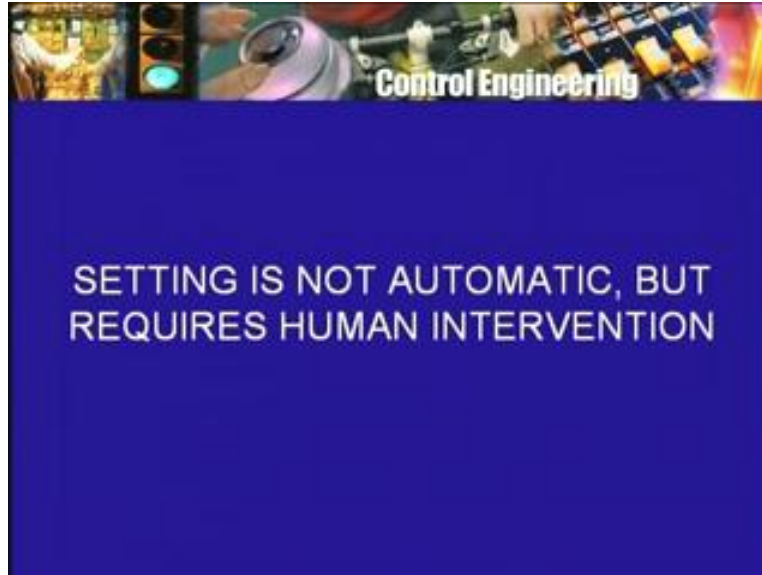 Control Engineering
SETTING IS NOT AUTOMATIC, BUT
REQUIRES HUMAN INTERVENTION